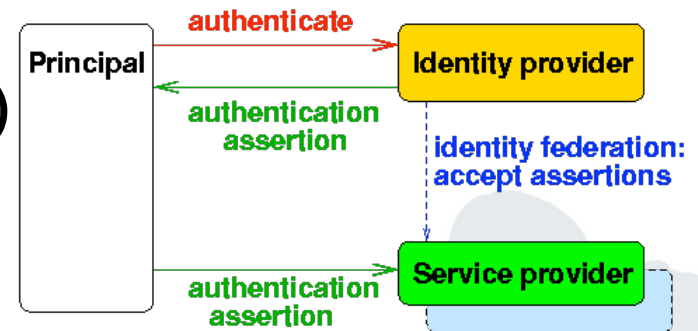 authenticate
Principal
Identity provider
authentication
assertion
identity federation:
accept assertions
Service provider
authentication
assertion